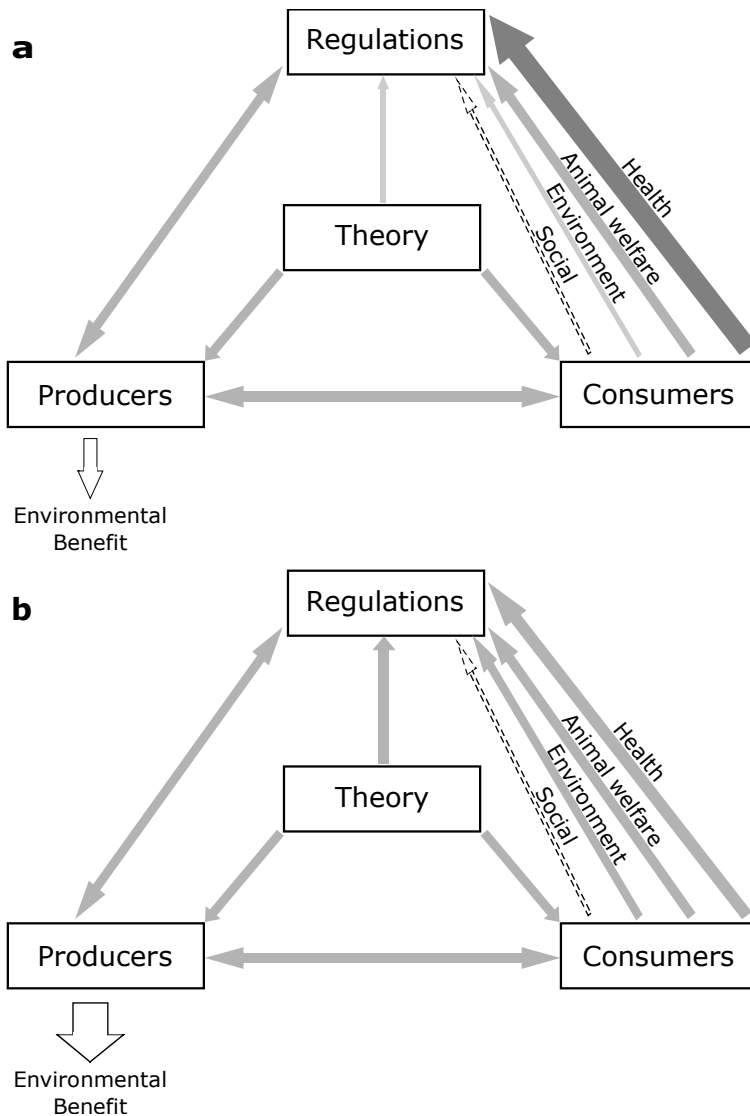 a
Regulations
Health
Animal welfare
Environment
Social
Theory
Producers
Consumers
Environmental
Benefit
b
Regulations
Health
Animal welfare
Environment
Social
Theory
Producers
Consumers
Environmental
Benefit